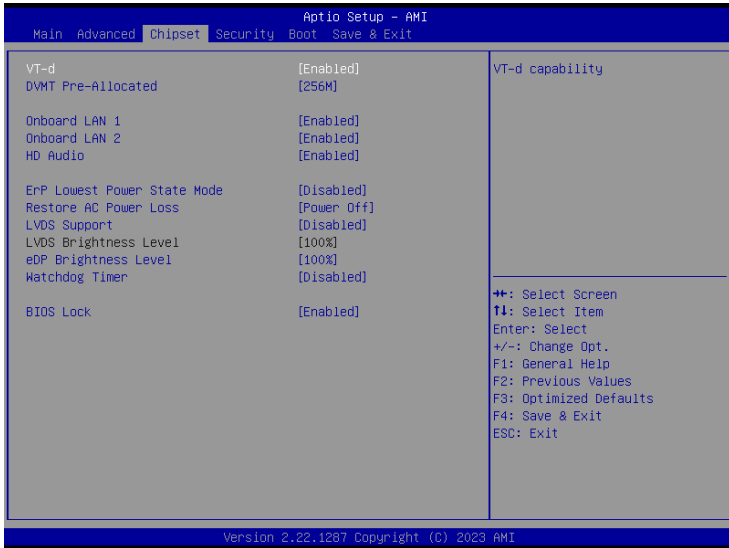 Aptio Setup – AMI
Main Advanced Chipset Security Boot Save & Exit
VT-d [Enabled]
DVMT Pre-Allocated [256M]
Onboard LAN 1 [Enabled]
Onboard LAN 2 [Enabled]
HD Audio [Enabled]
ErP Lowest Power State Mode [Disabled]
Restore AC Power Loss [Power Off]
LVDS Support [Disabled]
LVDS Brightness Level [100%]
eDP Brightness Level [100%]
Watchdog Timer [Disabled]
BIOS Lock [Enabled]
VT-d capability
→←: Select Screen
↑↓: Select Item
Enter: Select
+/-: Change Opt.
F1: General Help
F2: Previous Values
F3: Optimized Defaults
F4: Save & Exit
ESC: Exit
Version 2.22.1287 Copyright (C) 2023 AMI